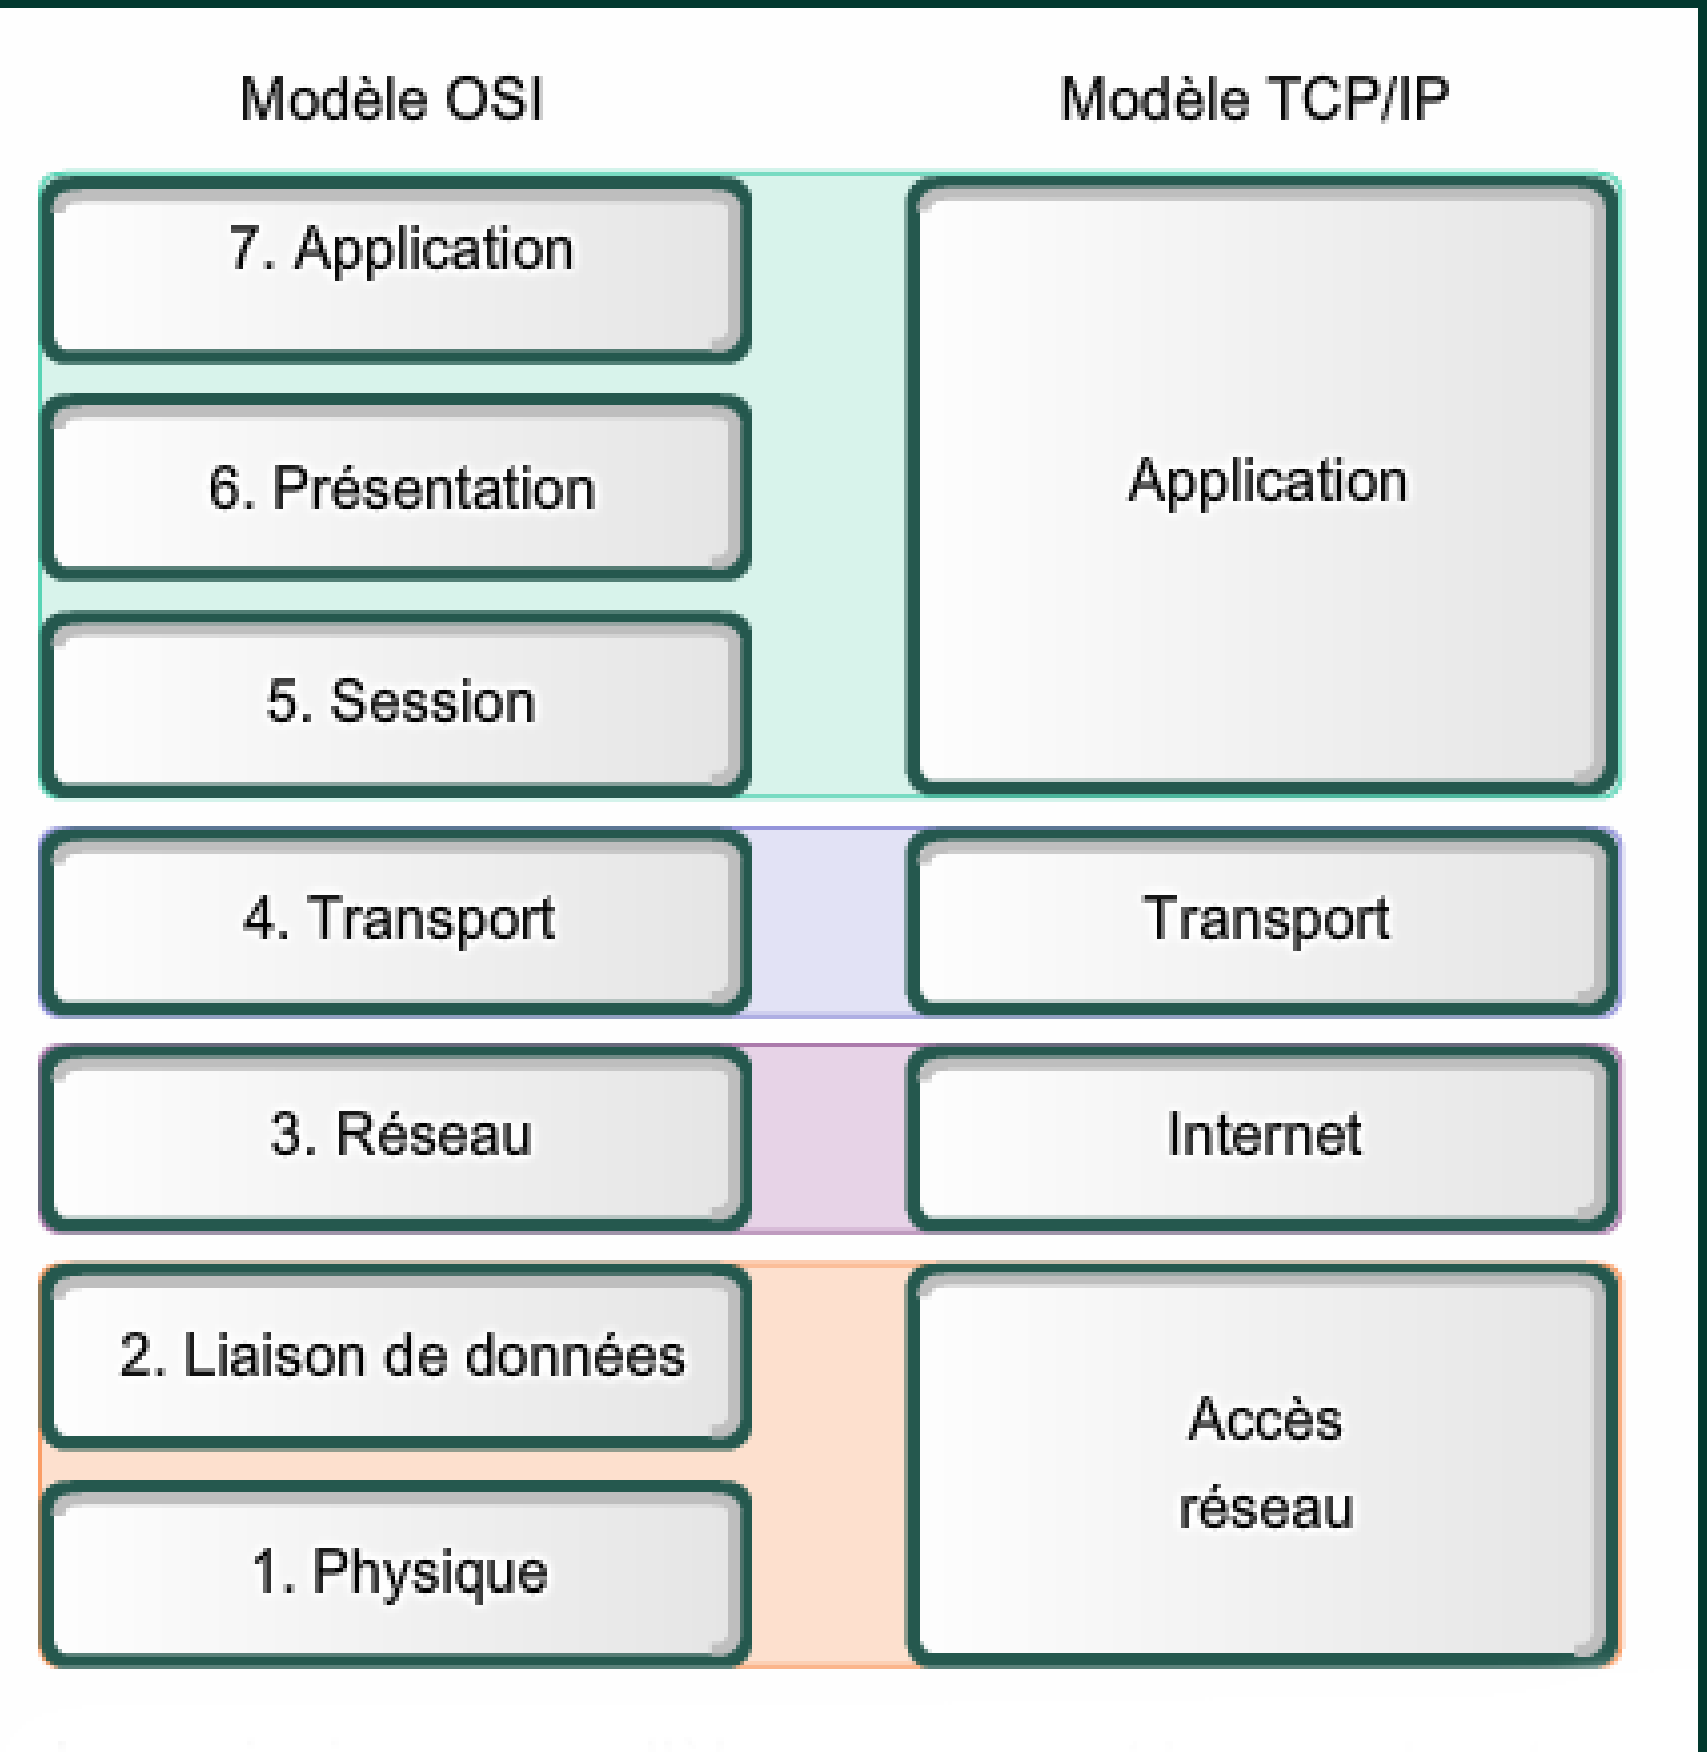 Modèle OSI
Modèle TCP/IP
7. Application
6. Présentation
5. Session
4. Transport
3. Réseau
2. Liaison de données
1. Physique
Application
Transport
Internet
Accès
réseau